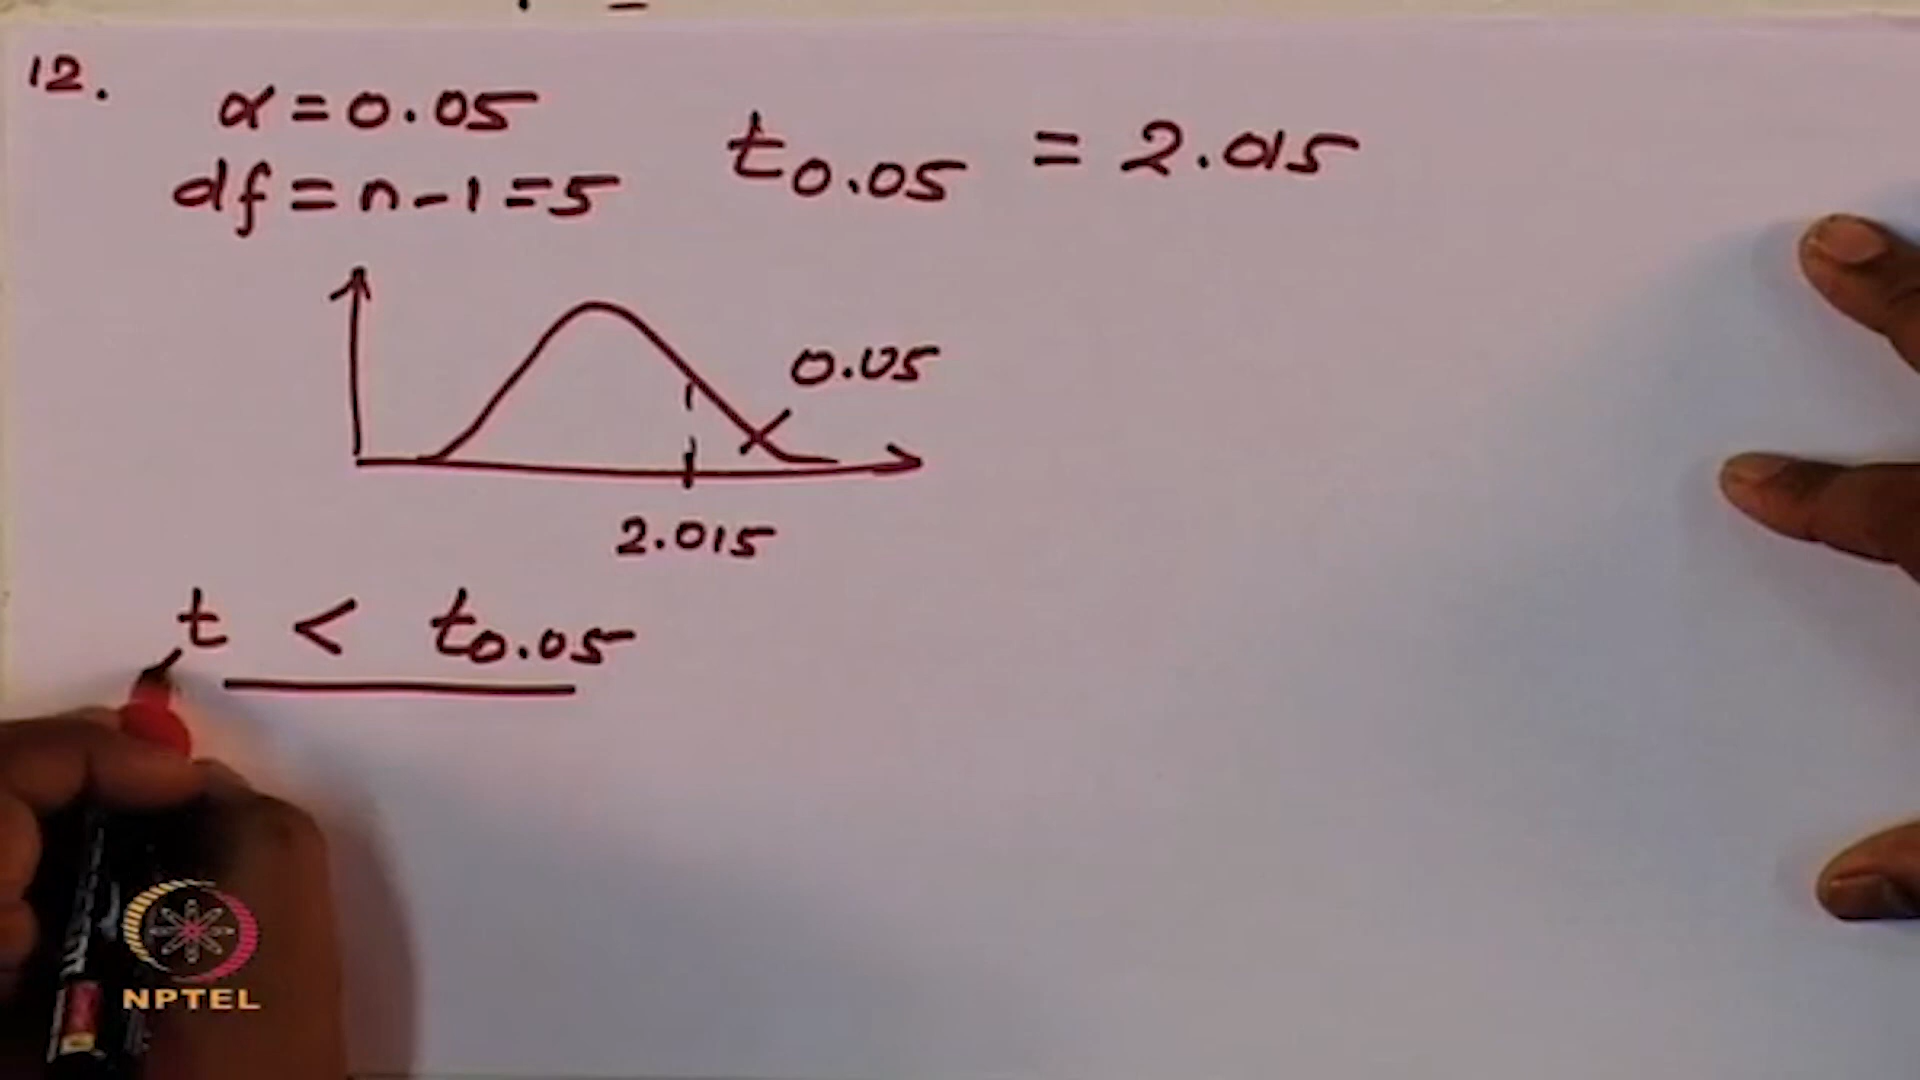 12.
α = 0.05
df = n-1 = 5
t0.05 = 2.015
0.05
2.015
t < t0.05
NPTEL